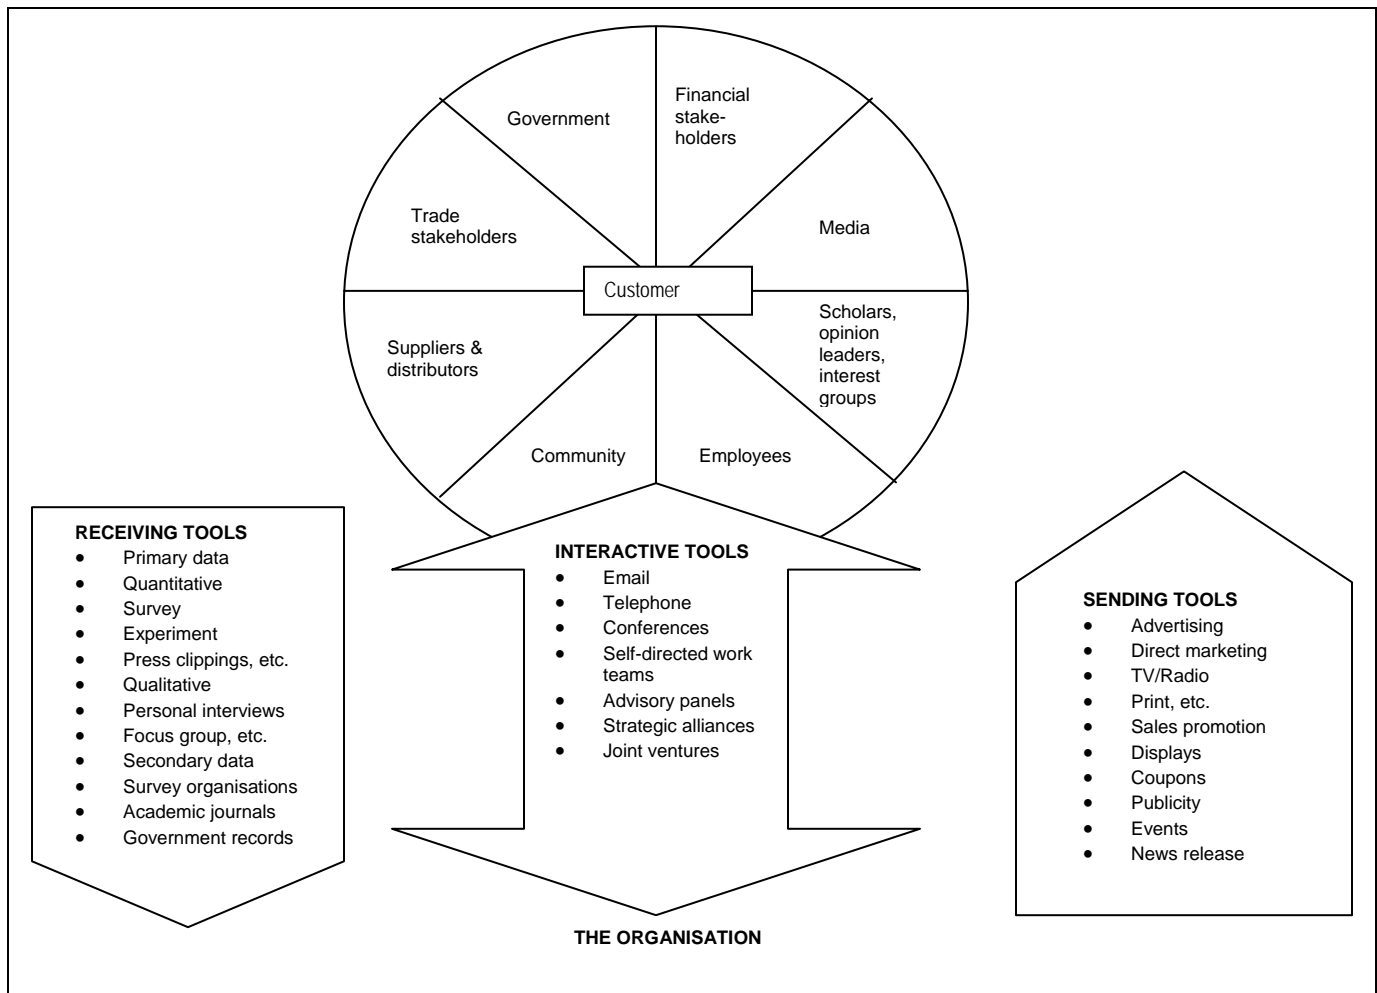 Government
Financial
stake-
holders
Trade
stakeholders
Media
Customer
Suppliers &
distributors
Scholars,
opinion
leaders,
interest
groups
Community
Employees
RECEIVING TOOLS
• Primary data
• Quantitative
• Survey
• Experiment
• Press clippings, etc.
• Qualitative
• Personal interviews
• Focus group, etc.
• Secondary data
• Survey organisations
• Academic journals
• Government records
INTERACTIVE TOOLS
• Email
• Telephone
• Conferences
• Self-directed work
teams
• Advisory panels
• Strategic alliances
• Joint ventures
SENDING TOOLS
• Advertising
• Direct marketing
• TV/Radio
• Print, etc.
• Sales promotion
• Displays
• Coupons
• Publicity
• Events
• News release
THE ORGANISATION